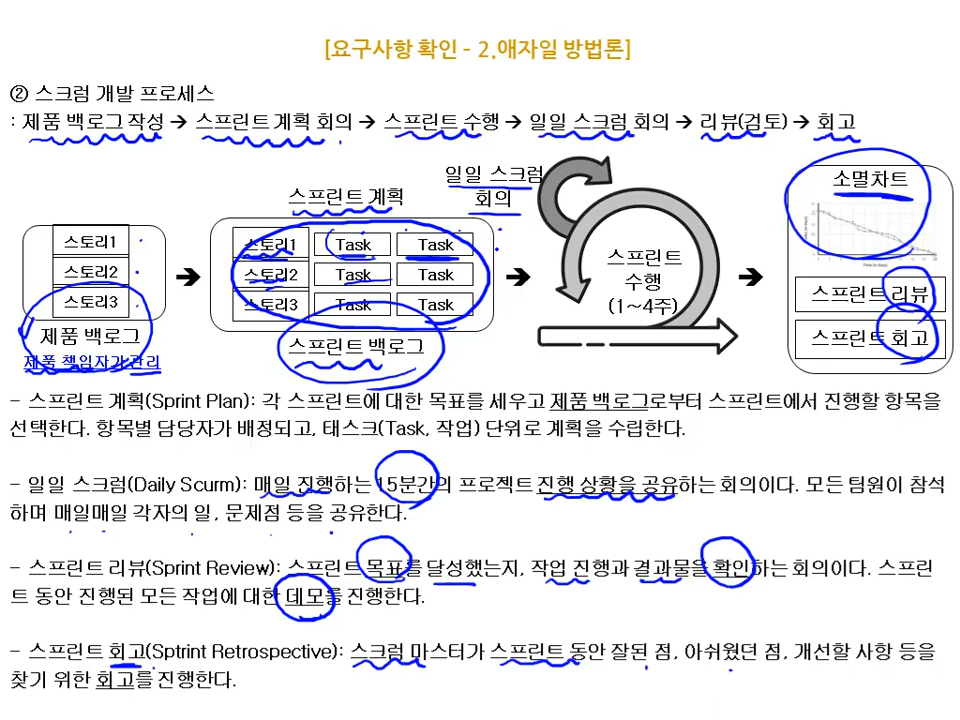 [요구사항 확인 - 2.애자일 방법론]
② 스크럼 개발 프로세스
: 제품 백로그 작성 → 스프린트 계획 회의 → 스프린트 수행 → 일일 스크럼 회의 → 리뷰(검토) → 회고
스토리1
스토리2
스토리3
제품 백로그
제품 책임자가 관리
스프린트 계획
스토리1 Task Task
스토리2 Task Task
스토리3 Task Task
스프린트 백로그
일일 스크럼
회의
스프린트
수행
(1~4주)
소멸차트
스프린트 리뷰
스프린트 회고
- 스프린트 계획(Sprint Plan): 각 스프린트에 대한 목표를 세우고 제품 백로그로부터 스프린트에서 진행할 항목을
선택한다. 항목별 담당자가 배정되고, 태스크(Task, 작업) 단위로 계획을 수립한다.
- 일일 스크럼(Daily Scurm): 매일 진행하는 15분간의 프로젝트 진행 상황을 공유하는 회의이다. 모든 팀원이 참석
하며 매일매일 각자의 일, 문제점 등을 공유한다.
- 스프린트 리뷰(Sprint Review): 스프린트 목표를 달성했는지, 작업 진행과 결과물을 확인하는 회의이다. 스프린
트 동안 진행된 모든 작업에 대한 데모를 진행한다.
- 스프린트 회고(Sptrint Retrospective): 스크럼 마스터가 스프린트 동안 잘된 점, 아쉬웠던 점, 개선할 사항 등을
찾기 위한 회고를 진행한다.